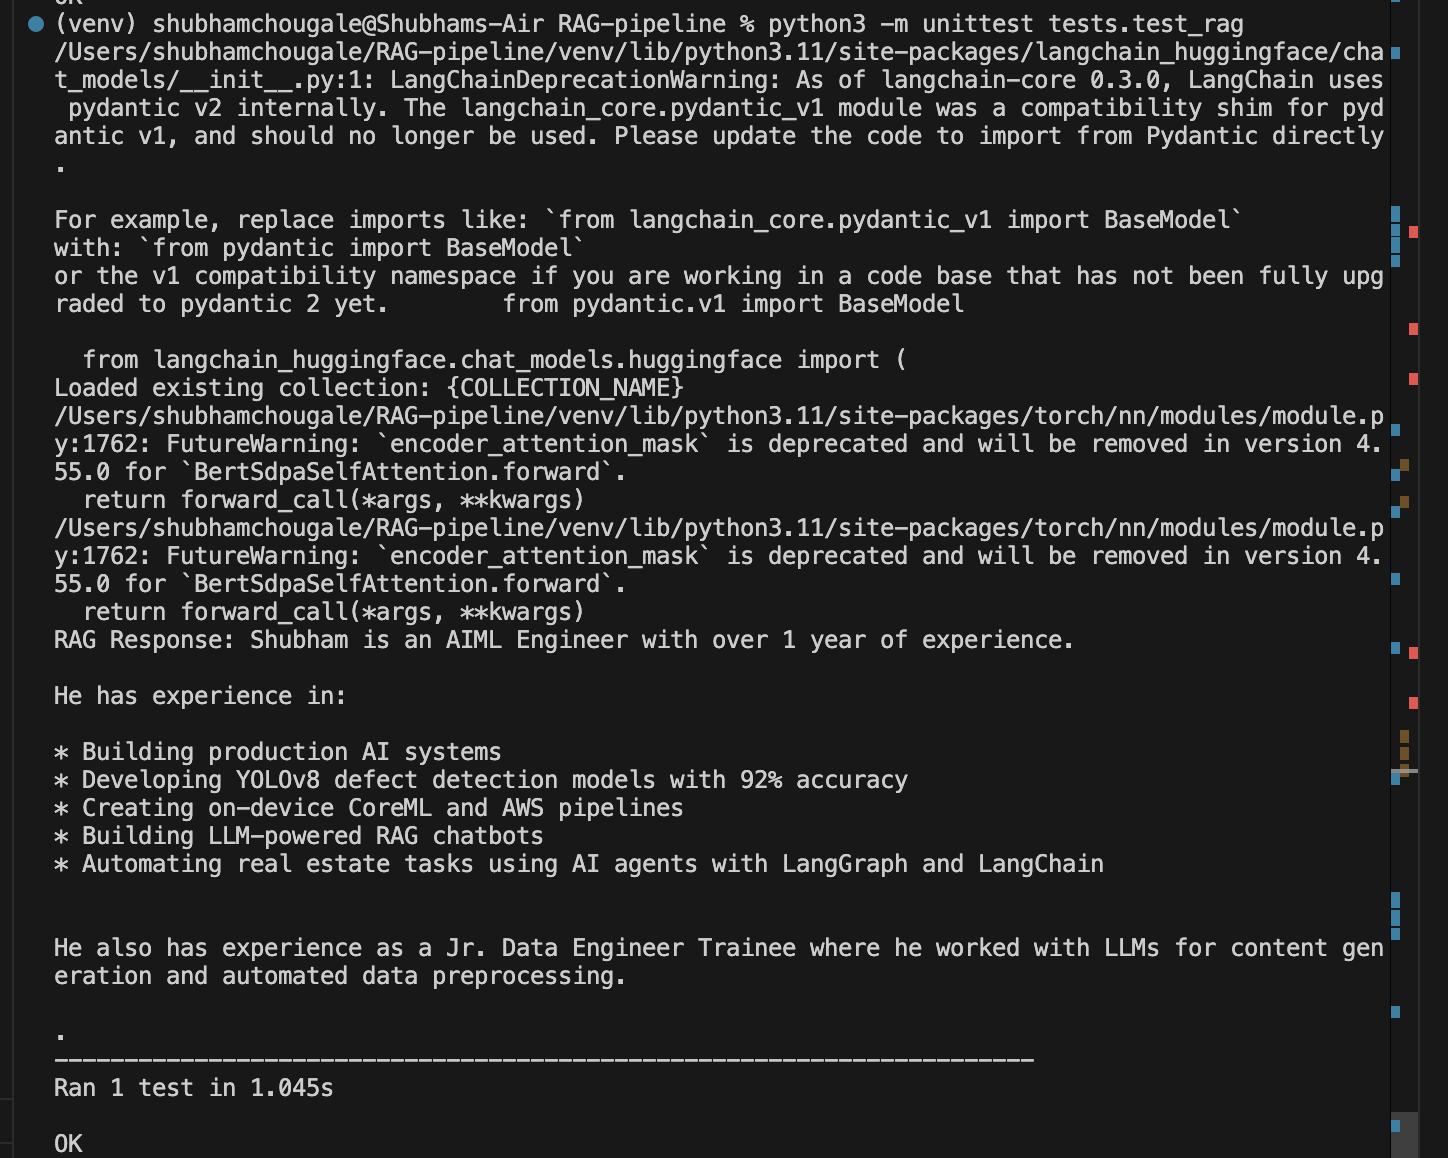 (venv) shubhamchougale@Shubhams-Air RAG-pipeline % python3 -m unittest tests.test_rag
/Users/shubhamchougale/RAG-pipeline/venv/lib/python3.11/site-packages/langchain_huggingface/cha
t_models/__init__.py:1: LangChainDeprecationWarning: As of langchain-core 0.3.0, LangChain uses
 pydantic v2 internally. The langchain_core.pydantic_v1 module was a compatibility shim for pyd
antic v1, and should no longer be used. Please update the code to import from Pydantic directly
.

For example, replace imports like: `from langchain_core.pydantic_v1 import BaseModel`
with: `from pydantic import BaseModel`
or the v1 compatibility namespace if you are working in a code base that has not been fully upg
raded to pydantic 2 yet.        from pydantic.v1 import BaseModel

  from langchain_huggingface.chat_models.huggingface import (
Loaded existing collection: {COLLECTION_NAME}
/Users/shubhamchougale/RAG-pipeline/venv/lib/python3.11/site-packages/torch/nn/modules/module.p
y:1762: FutureWarning: `encoder_attention_mask` is deprecated and will be removed in version 4.
55.0 for `BertSdpaSelfAttention.forward`.
  return forward_call(*args, **kwargs)
/Users/shubhamchougale/RAG-pipeline/venv/lib/python3.11/site-packages/torch/nn/modules/module.p
y:1762: FutureWarning: `encoder_attention_mask` is deprecated and will be removed in version 4.
55.0 for `BertSdpaSelfAttention.forward`.
  return forward_call(*args, **kwargs)
RAG Response: Shubham is an AIML Engineer with over 1 year of experience.

He has experience in:

* Building production AI systems
* Developing YOLOv8 defect detection models with 92% accuracy
* Creating on-device CoreML and AWS pipelines
* Building LLM-powered RAG chatbots
* Automating real estate tasks using AI agents with LangGraph and LangChain

He also has experience as a Jr. Data Engineer Trainee where he worked with LLMs for content gen
eration and automated data preprocessing.

.
----------------------------------------------------------------------
Ran 1 test in 1.045s

OK